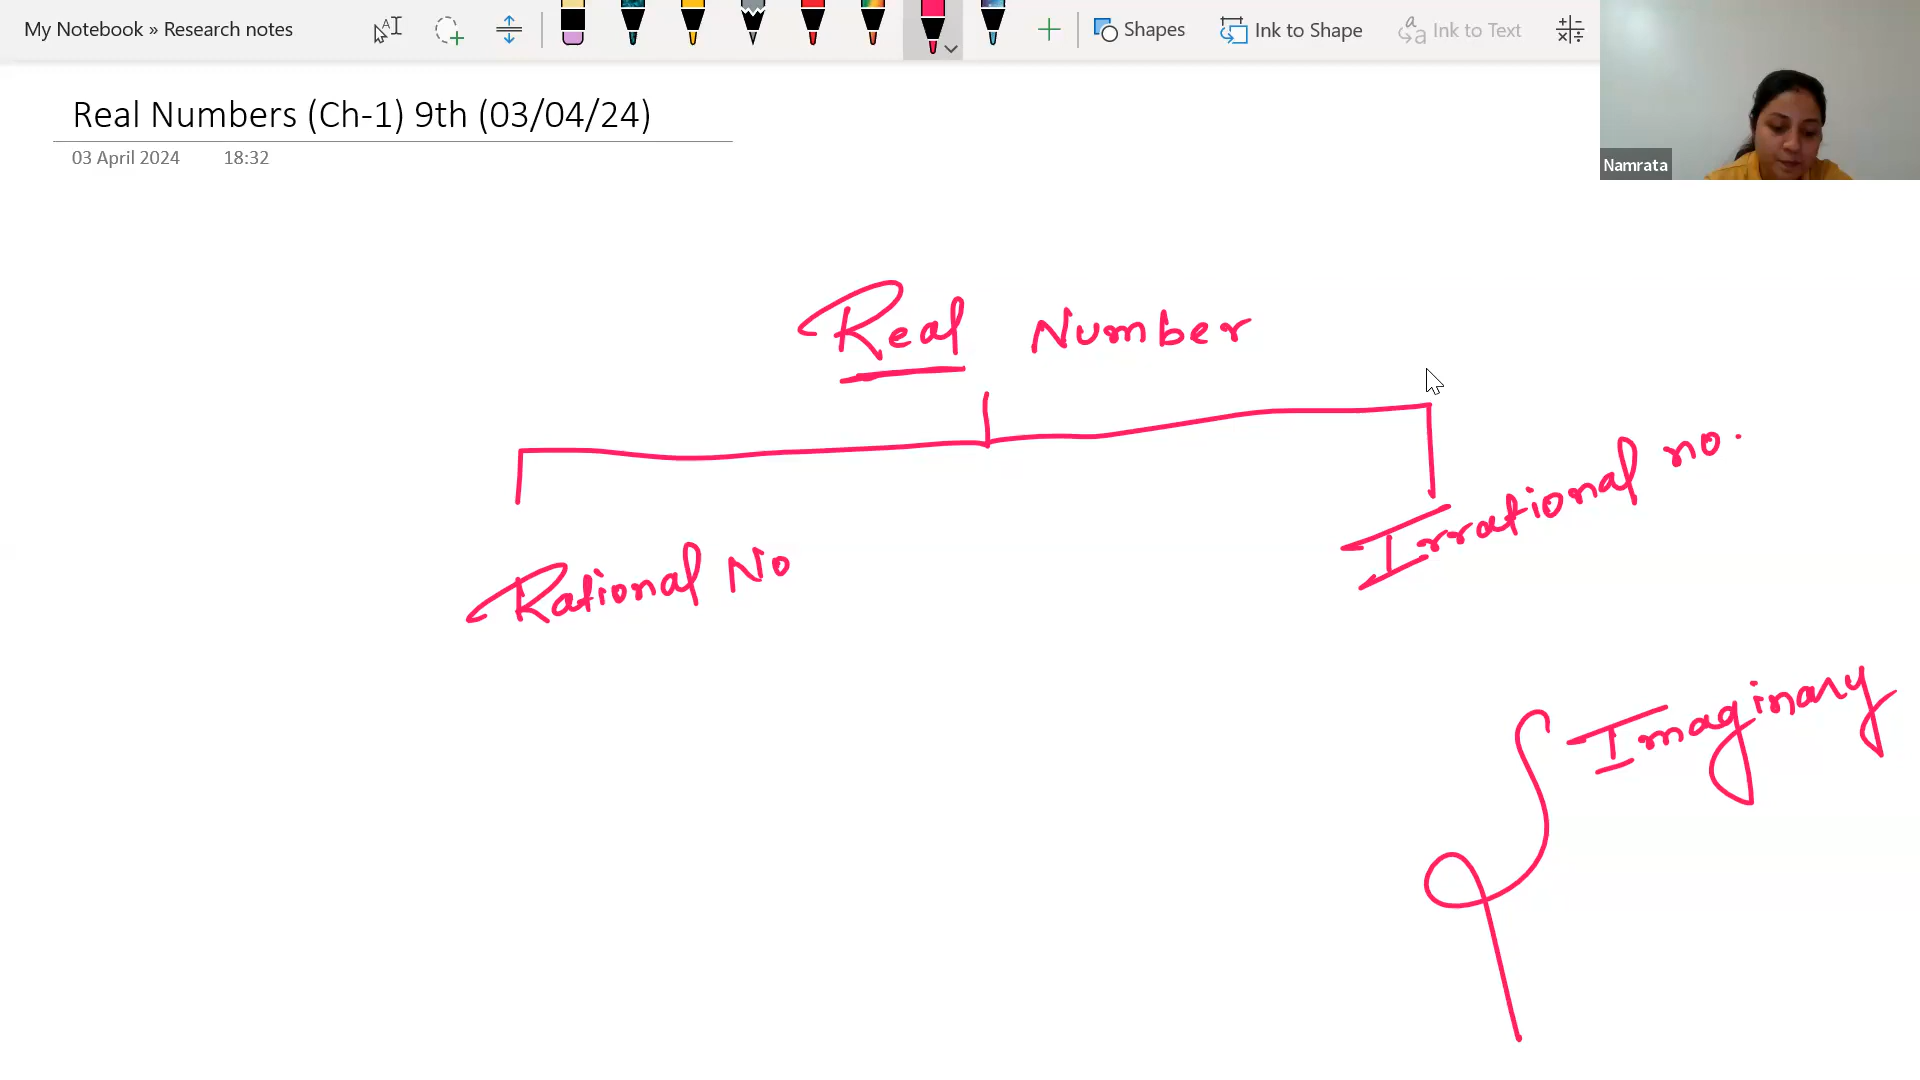 My Notebook » Research notes
Shapes
Ink to Shape
Ink to Text
Namrata
Real Numbers (Ch-1) 9th (03/04/24)
03 April 2024 18:32
Real Number
Rational No
Irrational no.
Imaginary